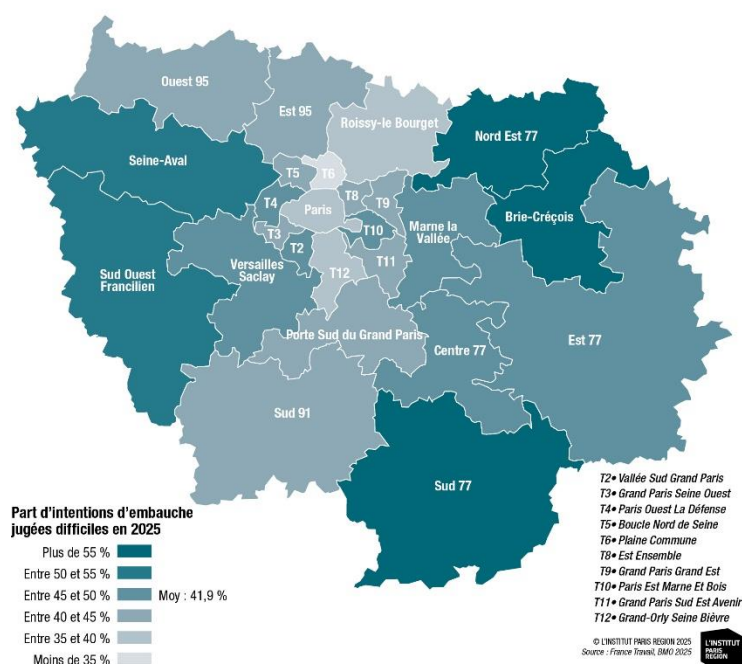 Ouest 95
Est 95
Roissy-le Bourget
Nord Est 77
Seine-Aval
T5
T6
T4
Paris
T8
T9
T3
T2
T10
Marne la
Vallée
Brie-Créçois
Sud Ouest
Francilien
Versailles
Saclay
T12
T11
Porte Sud du Grand Paris
Centre 77
Est 77
Sud 91
Sud 77
Part d'intentions d'embauche
jugées difficiles en 2025
Plus de 55 %
Entre 50 et 55 %
Entre 45 et 50 %
Moy : 41,9 %
Entre 40 et 45 %
Entre 35 et 40 %
Moins de 35 %
T2• Vallée Sud Grand Paris
T3• Grand Paris Seine Ouest
T4• Paris Ouest La Défense
T5• Boucle Nord de Seine
T6• Plaine Commune
T8• Est Ensemble
T9• Grand Paris Grand Est
T10• Paris Est Marne Et Bois
T11• Grand Paris Sud Est Avenir
T12• Grand-Orly Seine Bièvre
© L'INSTITUT PARIS REGION 2025
Source : France Travail, BMO 2025
L'INSTITUT
PARIS
REGION